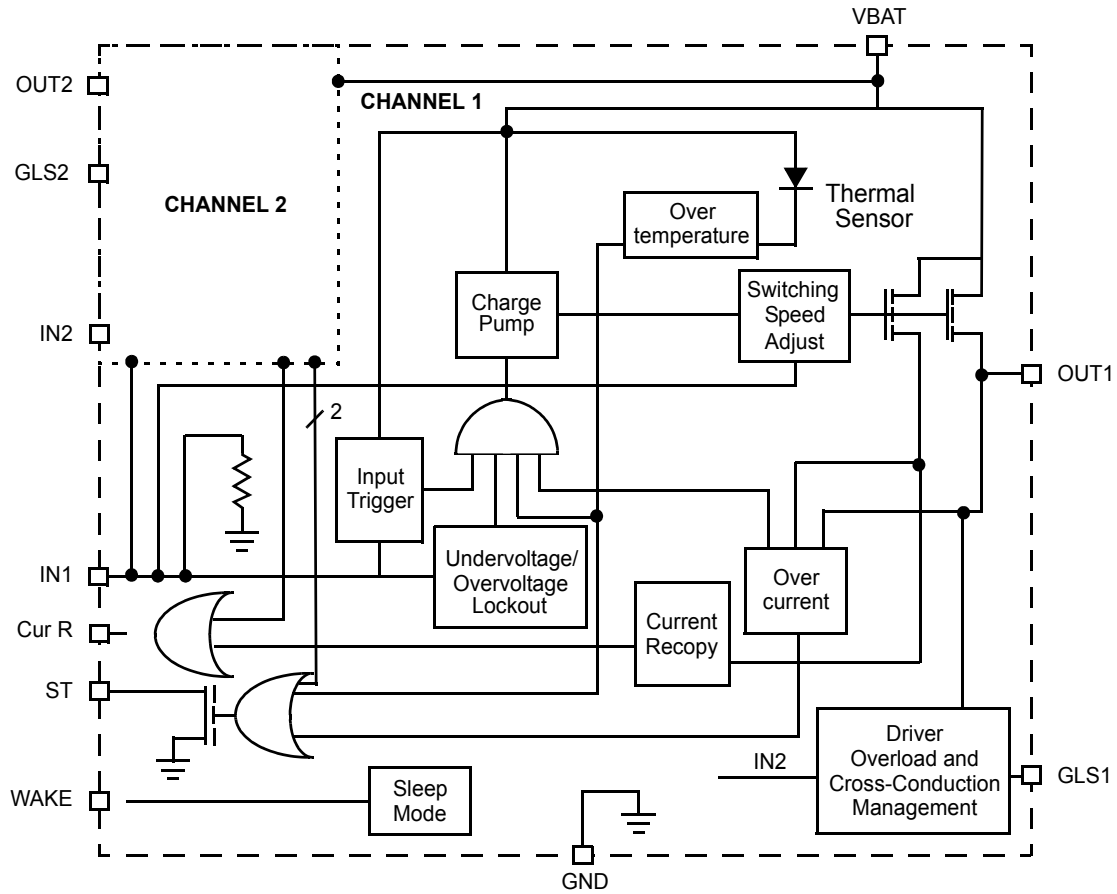 VBAT
OUT2
CHANNEL 1
GLS2
CHANNEL 2
Over
temperature
Thermal
Sensor
Charge
Pump
Switching
Speed
Adjust
IN2
OUT1
2
Input
Trigger
Undervoltage/
Overvoltage
Lockout
IN1
Over
current
Cur R
Current
Recopy
ST
Driver
Overload and
Cross-Conduction
Management
IN2
GLS1
WAKE
Sleep
Mode
GND